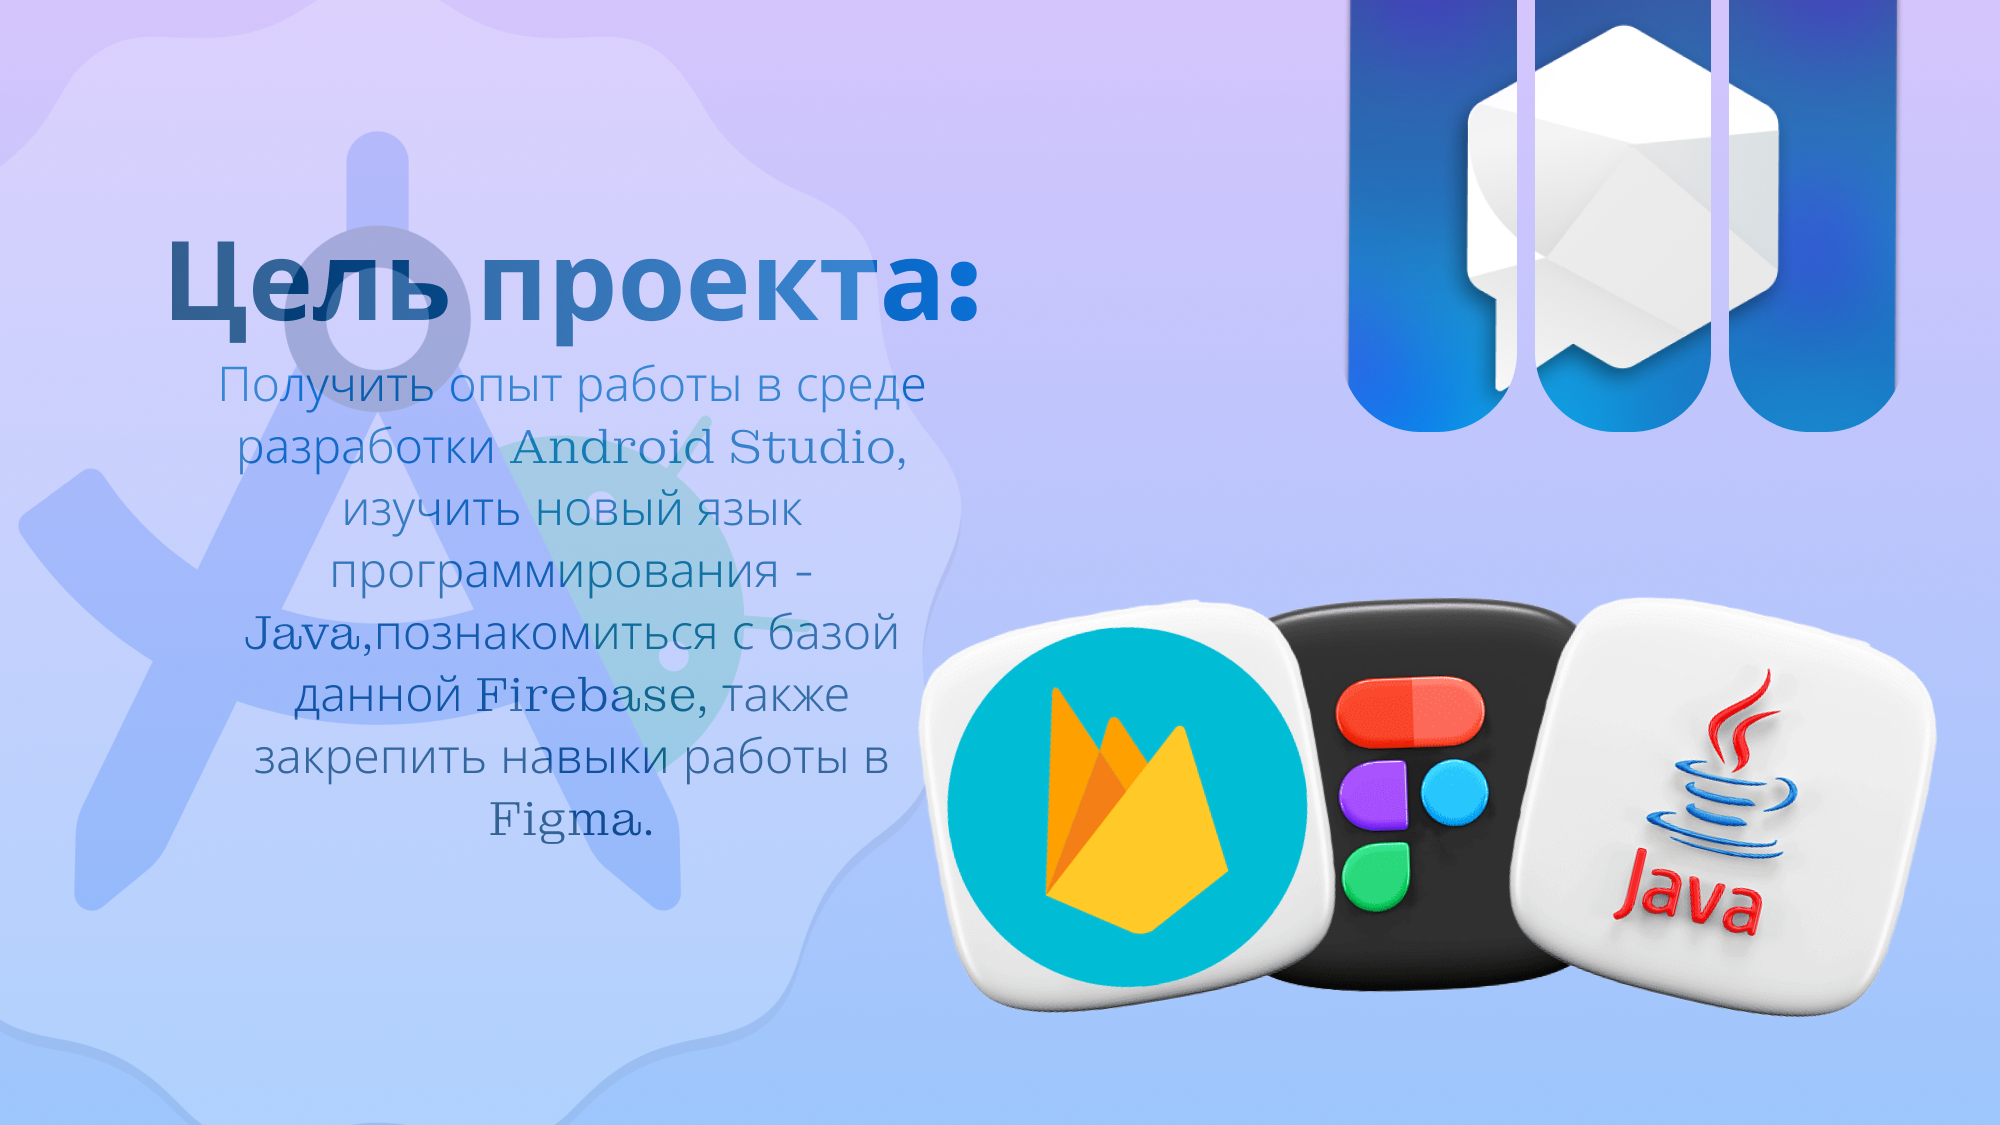 Цель проекта:
Получить опыт работы в среде
разработки Android Studio,
изучить новый язык
программирования -
Java,познакомиться с базой
данной Firebase, также
закрепить навыки работы в
Figma.
Java